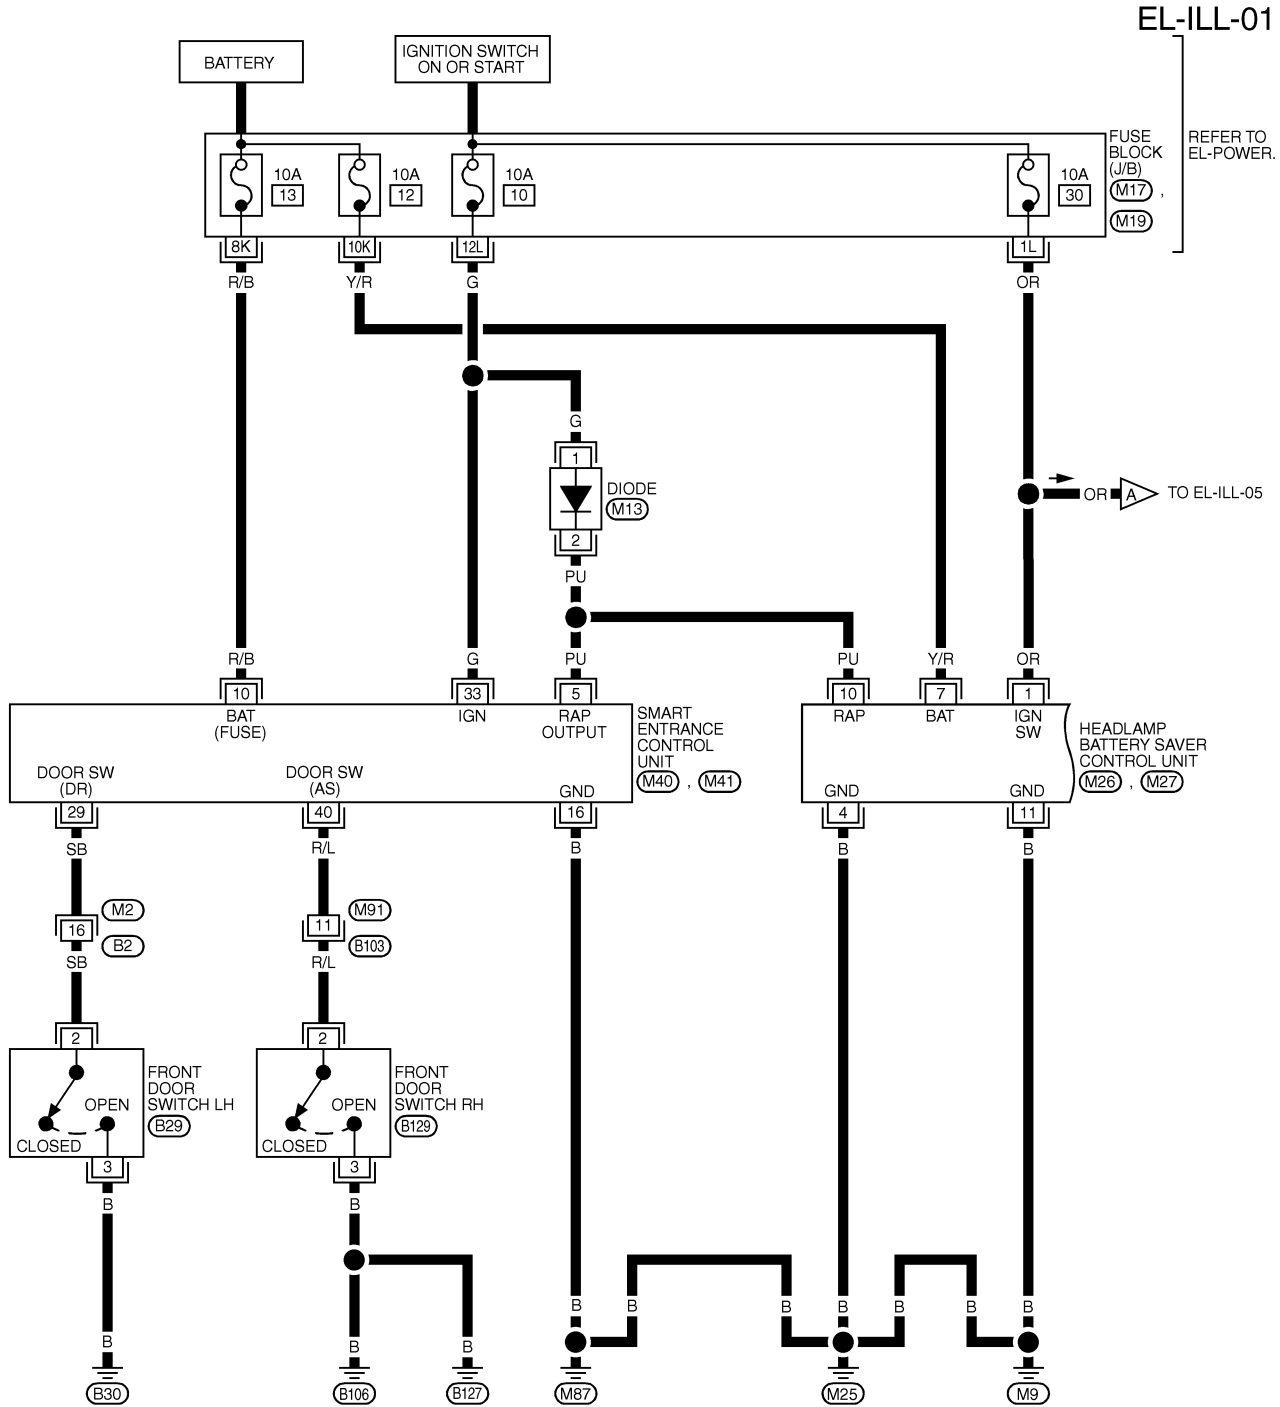 EL-ILL-01
BATTERY
IGNITION SWITCH
ON OR START
FUSE
BLOCK
(J/B)
M17 ,
M19
REFER TO
EL-POWER.
10A
13
10A
12
10A
10
10A
30
8K
10K
12L
1L
R/B
Y/R
G
OR
G
1
DIODE
M13
2
PU
OR
A
TO EL-ILL-05
R/B
G
PU
PU
Y/R
OR
10
33
5
10
7
1
BAT
(FUSE)
IGN
RAP
OUTPUT
RAP
BAT
IGN
SW
SMART
ENTRANCE
CONTROL
UNIT
M40 , M41
HEADLAMP
BATTERY SAVER
CONTROL UNIT
M26 , M27
DOOR SW
(DR)
DOOR SW
(AS)
GND
GND
GND
29
40
16
4
11
SB
R/L
B
B
B
M2
16
B2
M91
11
B103
SB
R/L
2
2
OPEN
CLOSED
FRONT
DOOR
SWITCH LH
B29
OPEN
CLOSED
FRONT
DOOR
SWITCH RH
B129
3
3
B
B
B
B
B
B
B
B
B
B
B
B
B30
B106
B127
M87
M25
M9